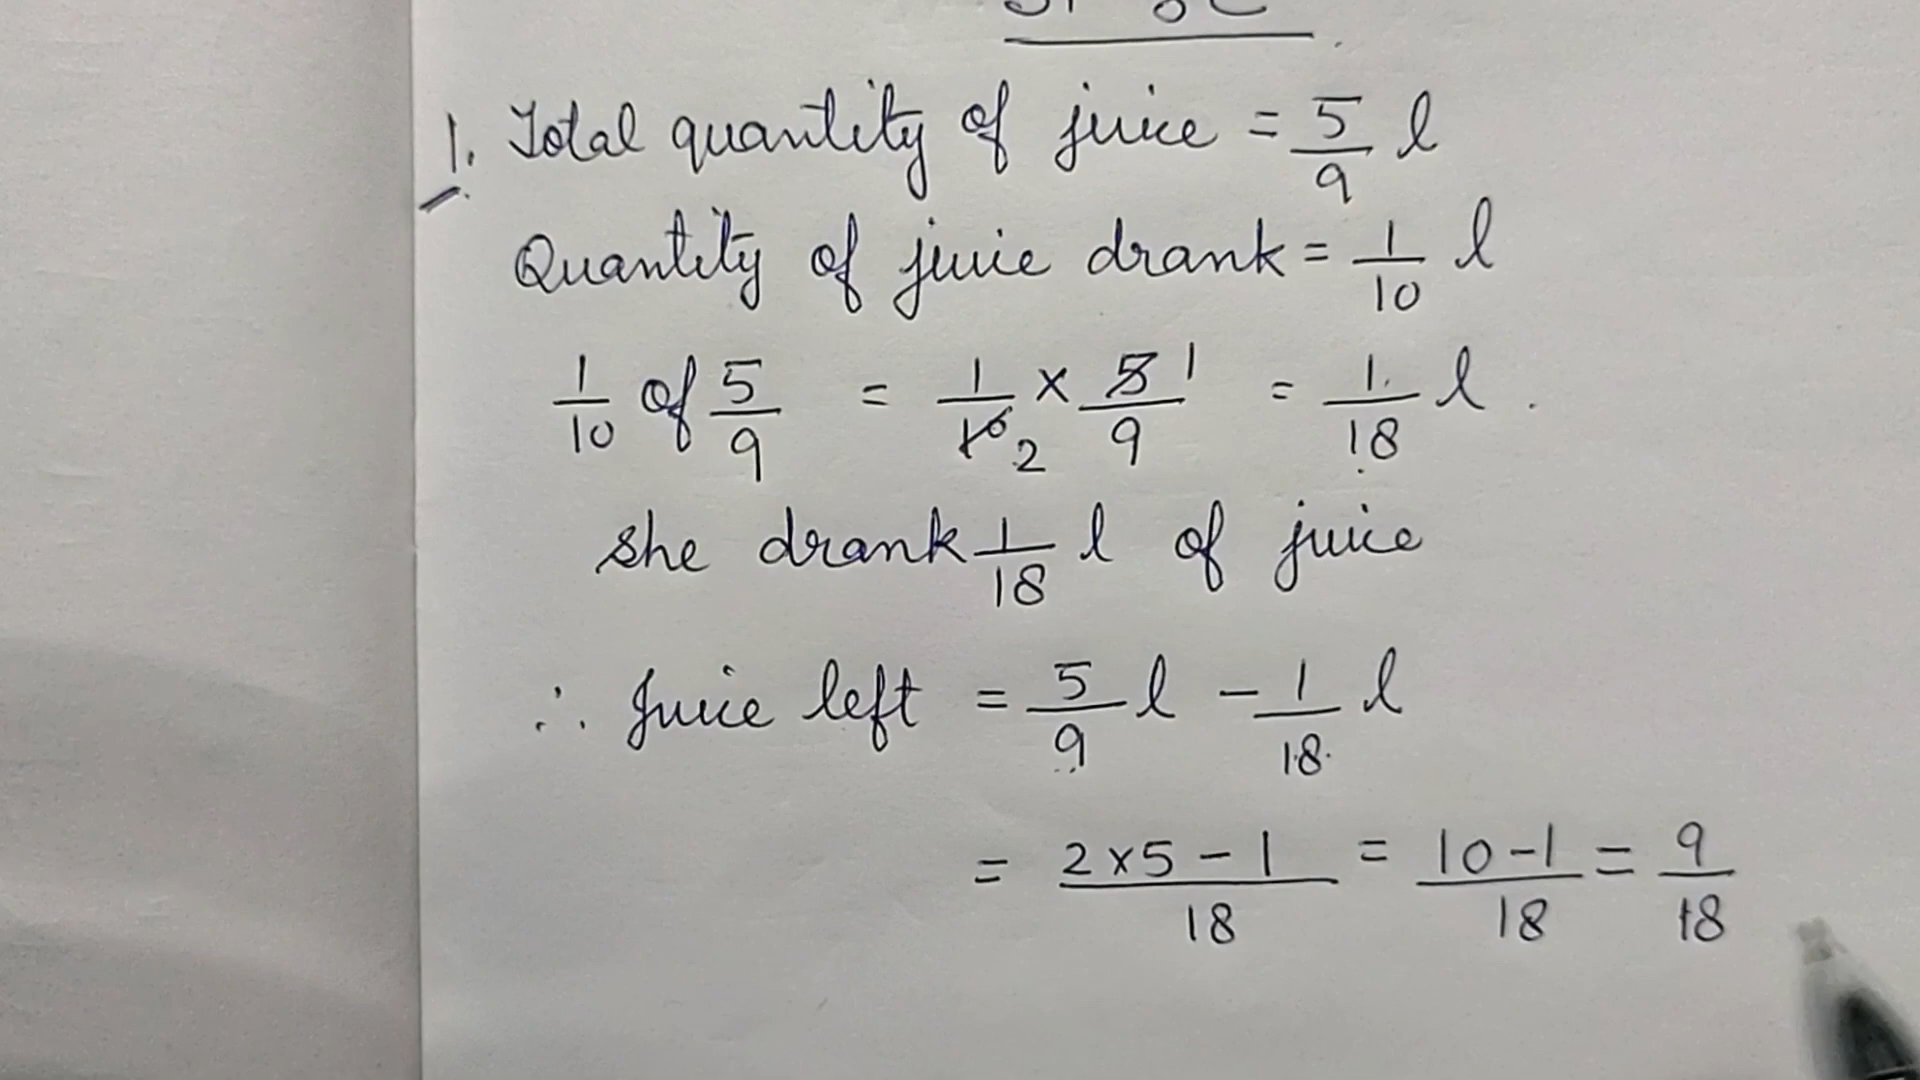 1. Total quantity of juice = 5/9 l
Quantity of juice drank = 1/10 l
1/10 of 5/9 = 1/10 2 × 5/9 1 = 1/18 l.
she drank 1/18 l of juice
∴ Juice left = 5/9 l - 1/18 l
= 2×5-1/18 = 10-1/18 = 9/18